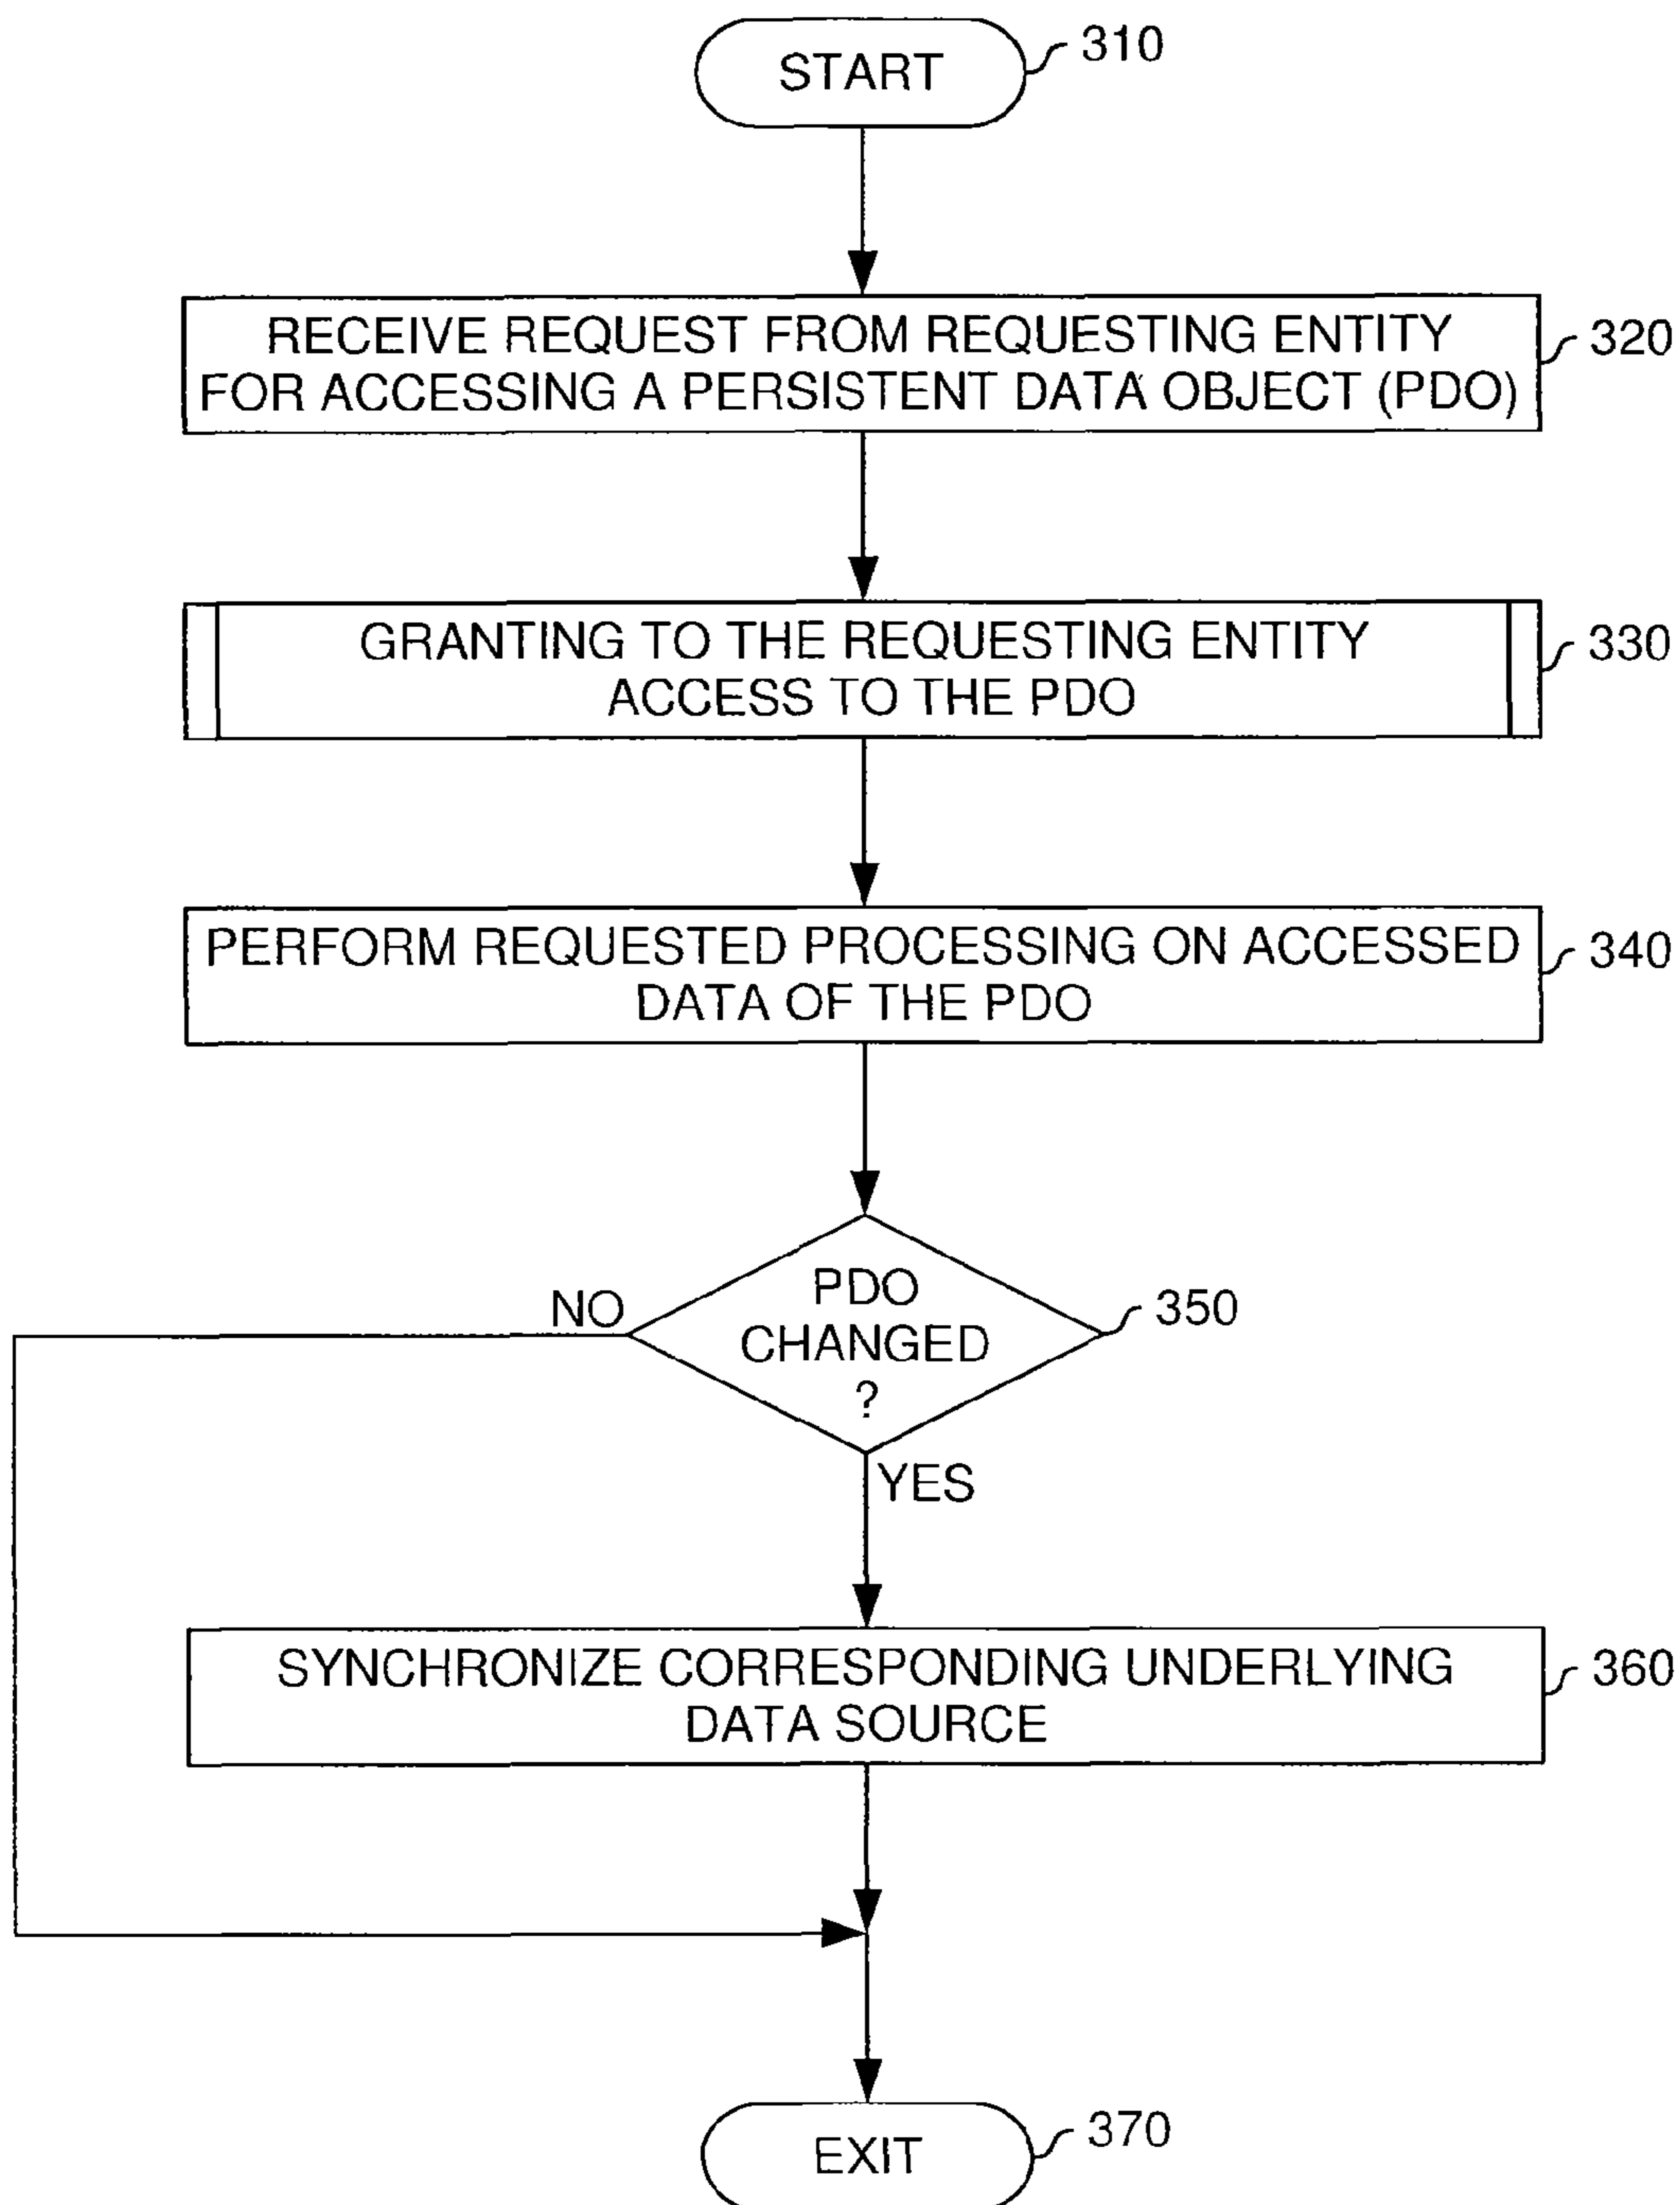 START
310
RECEIVE REQUEST FROM REQUESTING ENTITY
FOR ACCESSING A PERSISTENT DATA OBJECT (PDO)
320
GRANTING TO THE REQUESTING ENTITY
ACCESS TO THE PDO
330
PERFORM REQUESTED PROCESSING ON ACCESSED
DATA OF THE PDO
340
NO
PDO
CHANGED
?
350
YES
SYNCHRONIZE CORRESPONDING UNDERLYING
DATA SOURCE
360
EXIT
370